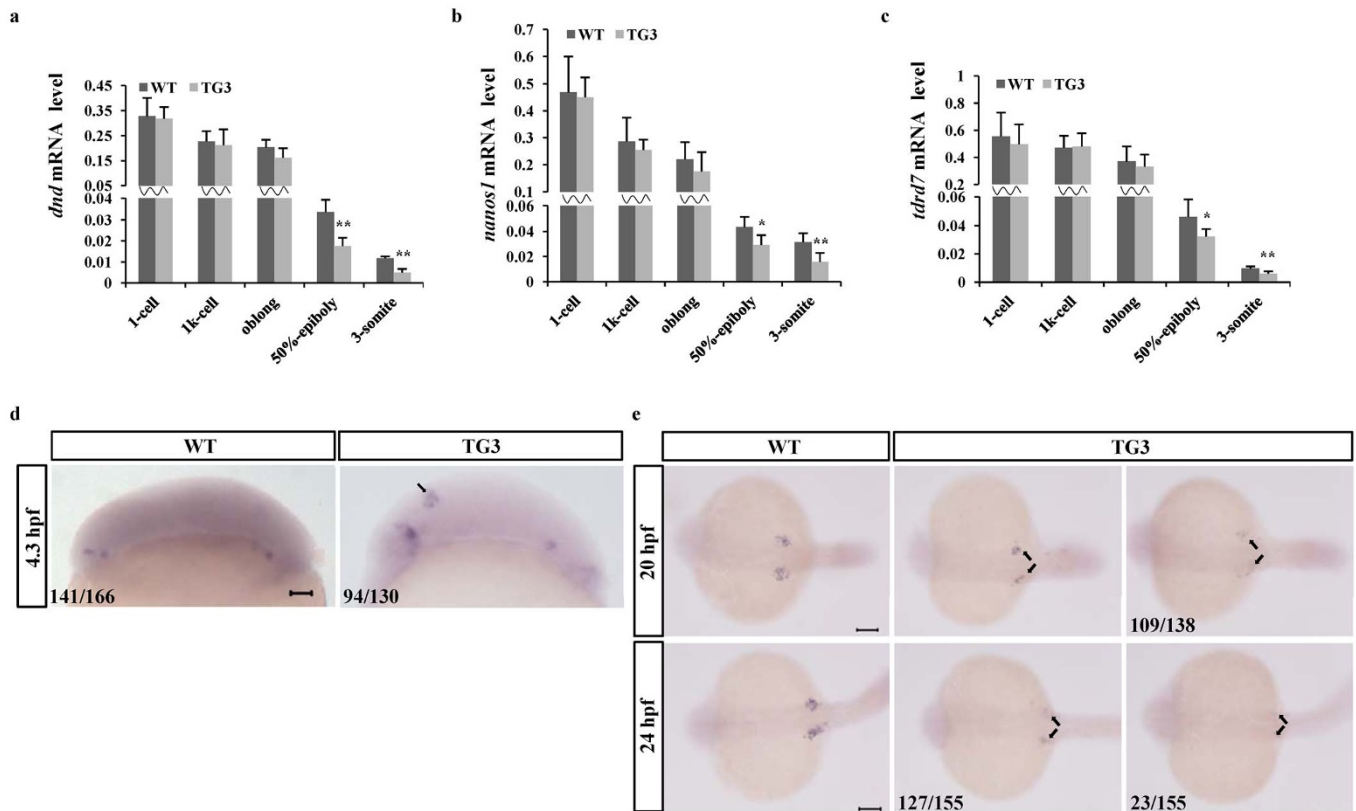 a
WT TG3
dnd mRNA level
0.45
0.35
0.25
0.15
0.05
0.04
0.03
0.02
0.01
0
**
**
1-cell
1k-cell
oblong
50%-epiboly
3-somite
b
WT TG3
nanos1 mRNA level
0.7
0.6
0.5
0.4
0.3
0.2
0.1
0.06
0.04
0.02
0
*
**
1-cell
1k-cell
oblong
50%-epiboly
3-somite
c
WT TG3
tdrd7 mRNA level
1
0.8
0.6
0.4
0.2
0.06
0.04
0.02
0
*
**
1-cell
1k-cell
oblong
50%-epiboly
3-somite
d
WT
TG3
4.3 hpf
141/166
94/130
e
WT
TG3
20 hpf
109/138
24 hpf
127/155
23/155